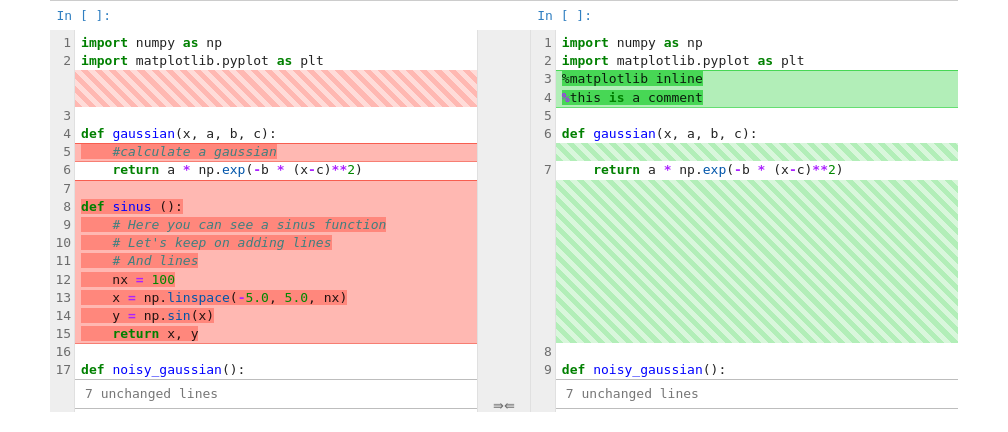 In [ ]:
1 import numpy as np
2 import matplotlib.pyplot as plt
3
4 def gaussian(x, a, b, c):
5     #calculate a gaussian
6     return a * np.exp(-b * (x-c)**2)
7
8 def sinus ():
9     # Here you can see a sinus function
10     # Let's keep on adding lines
11     # And lines
12     nx = 100
13     x = np.linspace(-5.0, 5.0, nx)
14     y = np.sin(x)
15     return x, y
16
17 def noisy_gaussian():
7 unchanged lines
⇒⇐
In [ ]:
1 import numpy as np
2 import matplotlib.pyplot as plt
3 %matplotlib inline
4 %this is a comment
5
6 def gaussian(x, a, b, c):
7     return a * np.exp(-b * (x-c)**2)
8
9 def noisy_gaussian():
7 unchanged lines